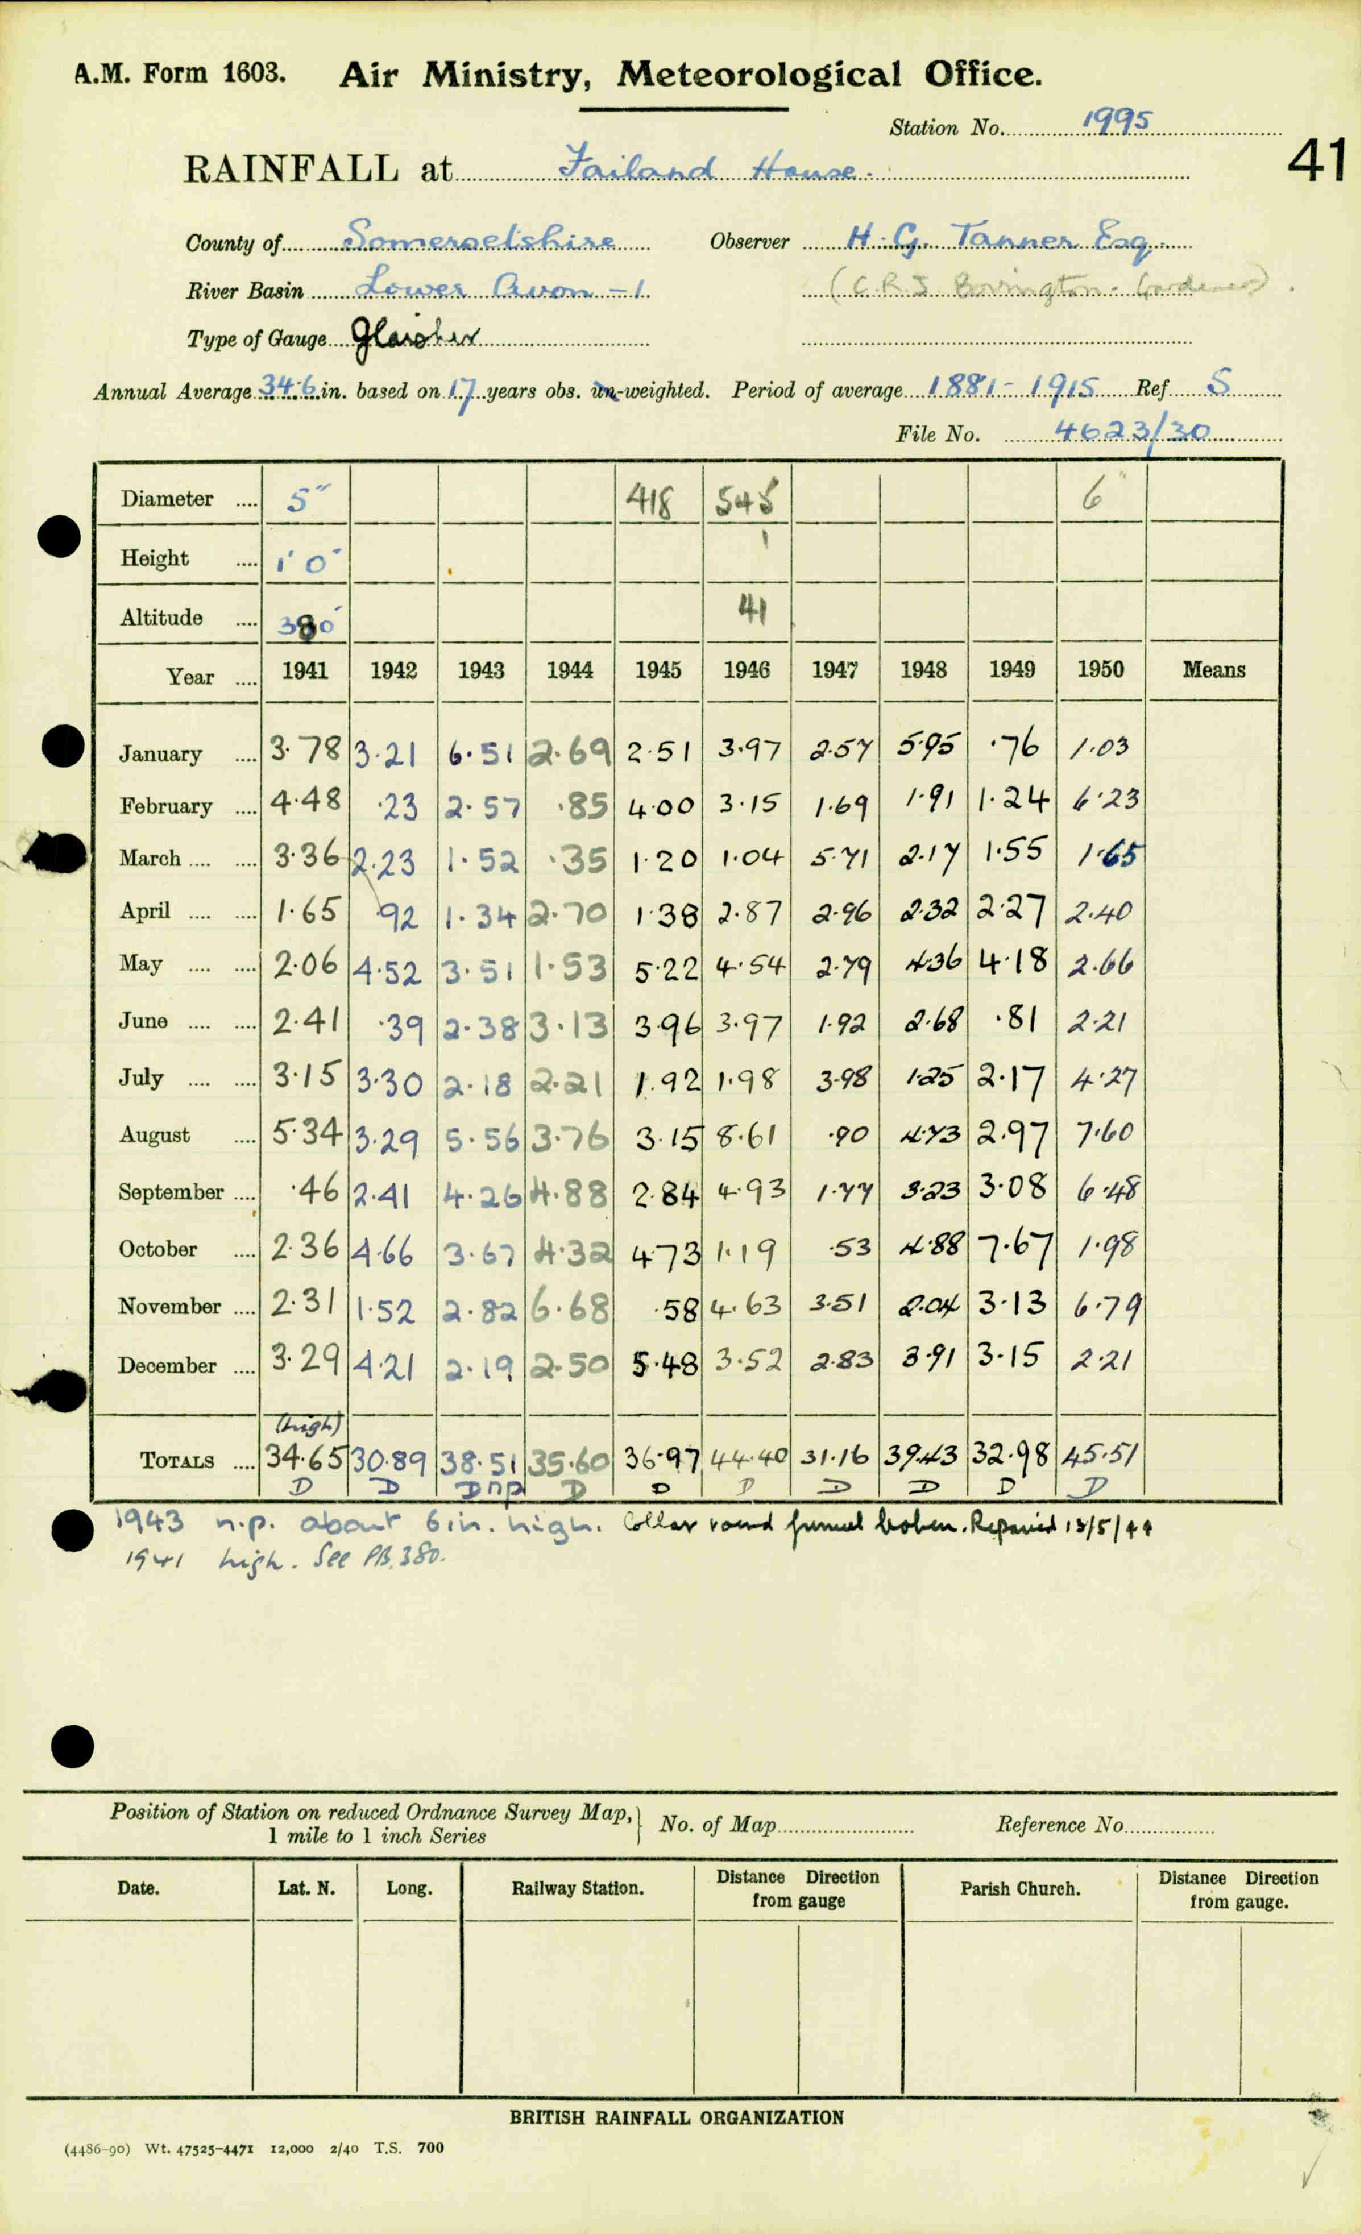 A.M. Form 1603. Air Ministry, Meteorological Office.
Station No. 1995
41
RAINFALL at Failand House.
County of Somersetshire Observer H. G. Tanner Esq.
River Basin Lower Avon -1 (C.R.J. Borrington - Gardener).
Type of Gauge Glaisher
Annual Average 34.6 in. based on 17 years obs. un-weighted. Period of average 1881 - 1915 Ref S
File No. 4623/30
Diameter .... 5" 418 545 6"
Height .... 1' 0" 1
Altitude .... 380' 41
Year .... 1941 1942 1943 1944 1945 1946 1947 1948 1949 1950 Means
January .... 3.78 3.21 6.51 2.69 2.51 3.97 2.57 5.95 .76 1.03
February .... 4.48 .23 2.57 .85 4.00 3.15 1.69 1.91 1.24 6.23
March .... .... 3.36 2.23 1.52 .35 1.20 1.04 5.71 2.17 1.55 1.65
April .... .... 1.65 .92 1.34 2.70 1.38 2.87 2.96 2.32 2.27 2.40
May .... .... 2.06 4.52 3.51 1.53 5.22 4.54 2.79 4.36 4.18 2.66
June .... .... 2.41 .39 2.38 3.13 3.96 3.97 1.92 2.68 .81 2.21
July .... .... 3.15 3.30 2.18 2.21 1.92 1.98 3.98 1.25 2.17 4.27
August .... 5.34 3.29 5.56 3.76 3.15 8.61 .90 4.73 2.97 7.60
September .... .46 2.41 4.26 4.88 2.84 4.93 1.77 3.23 3.08 6.48
October .... 2.36 4.66 3.67 4.32 4.73 1.19 .53 4.88 7.67 1.98
November .... 2.31 1.52 2.82 6.68 .58 4.63 3.51 2.04 3.13 6.79
December .... 3.29 4.21 2.19 2.50 5.48 3.52 2.83 3.91 3.15 2.21
(high)
TOTALS .... 34.65 30.89 38.51 35.60 36.97 44.40 31.16 39.43 32.98 45.51
D D D np D D D D D D D
1943 n.p. about 6in. high. Collar round funnel broken. Repaired 13/5/44
1941 high. See PB.380.
Position of Station on reduced Ordnance Survey Map, 1 mile to 1 inch Series } No. of Map Reference No.
Date. Lat. N. Long. Railway Station. Distance Direction from gauge Parish Church. Distance Direction from gauge.
BRITISH RAINFALL ORGANIZATION
(4486-90) Wt. 47525-4471 12,000 2/40 T.S. 700